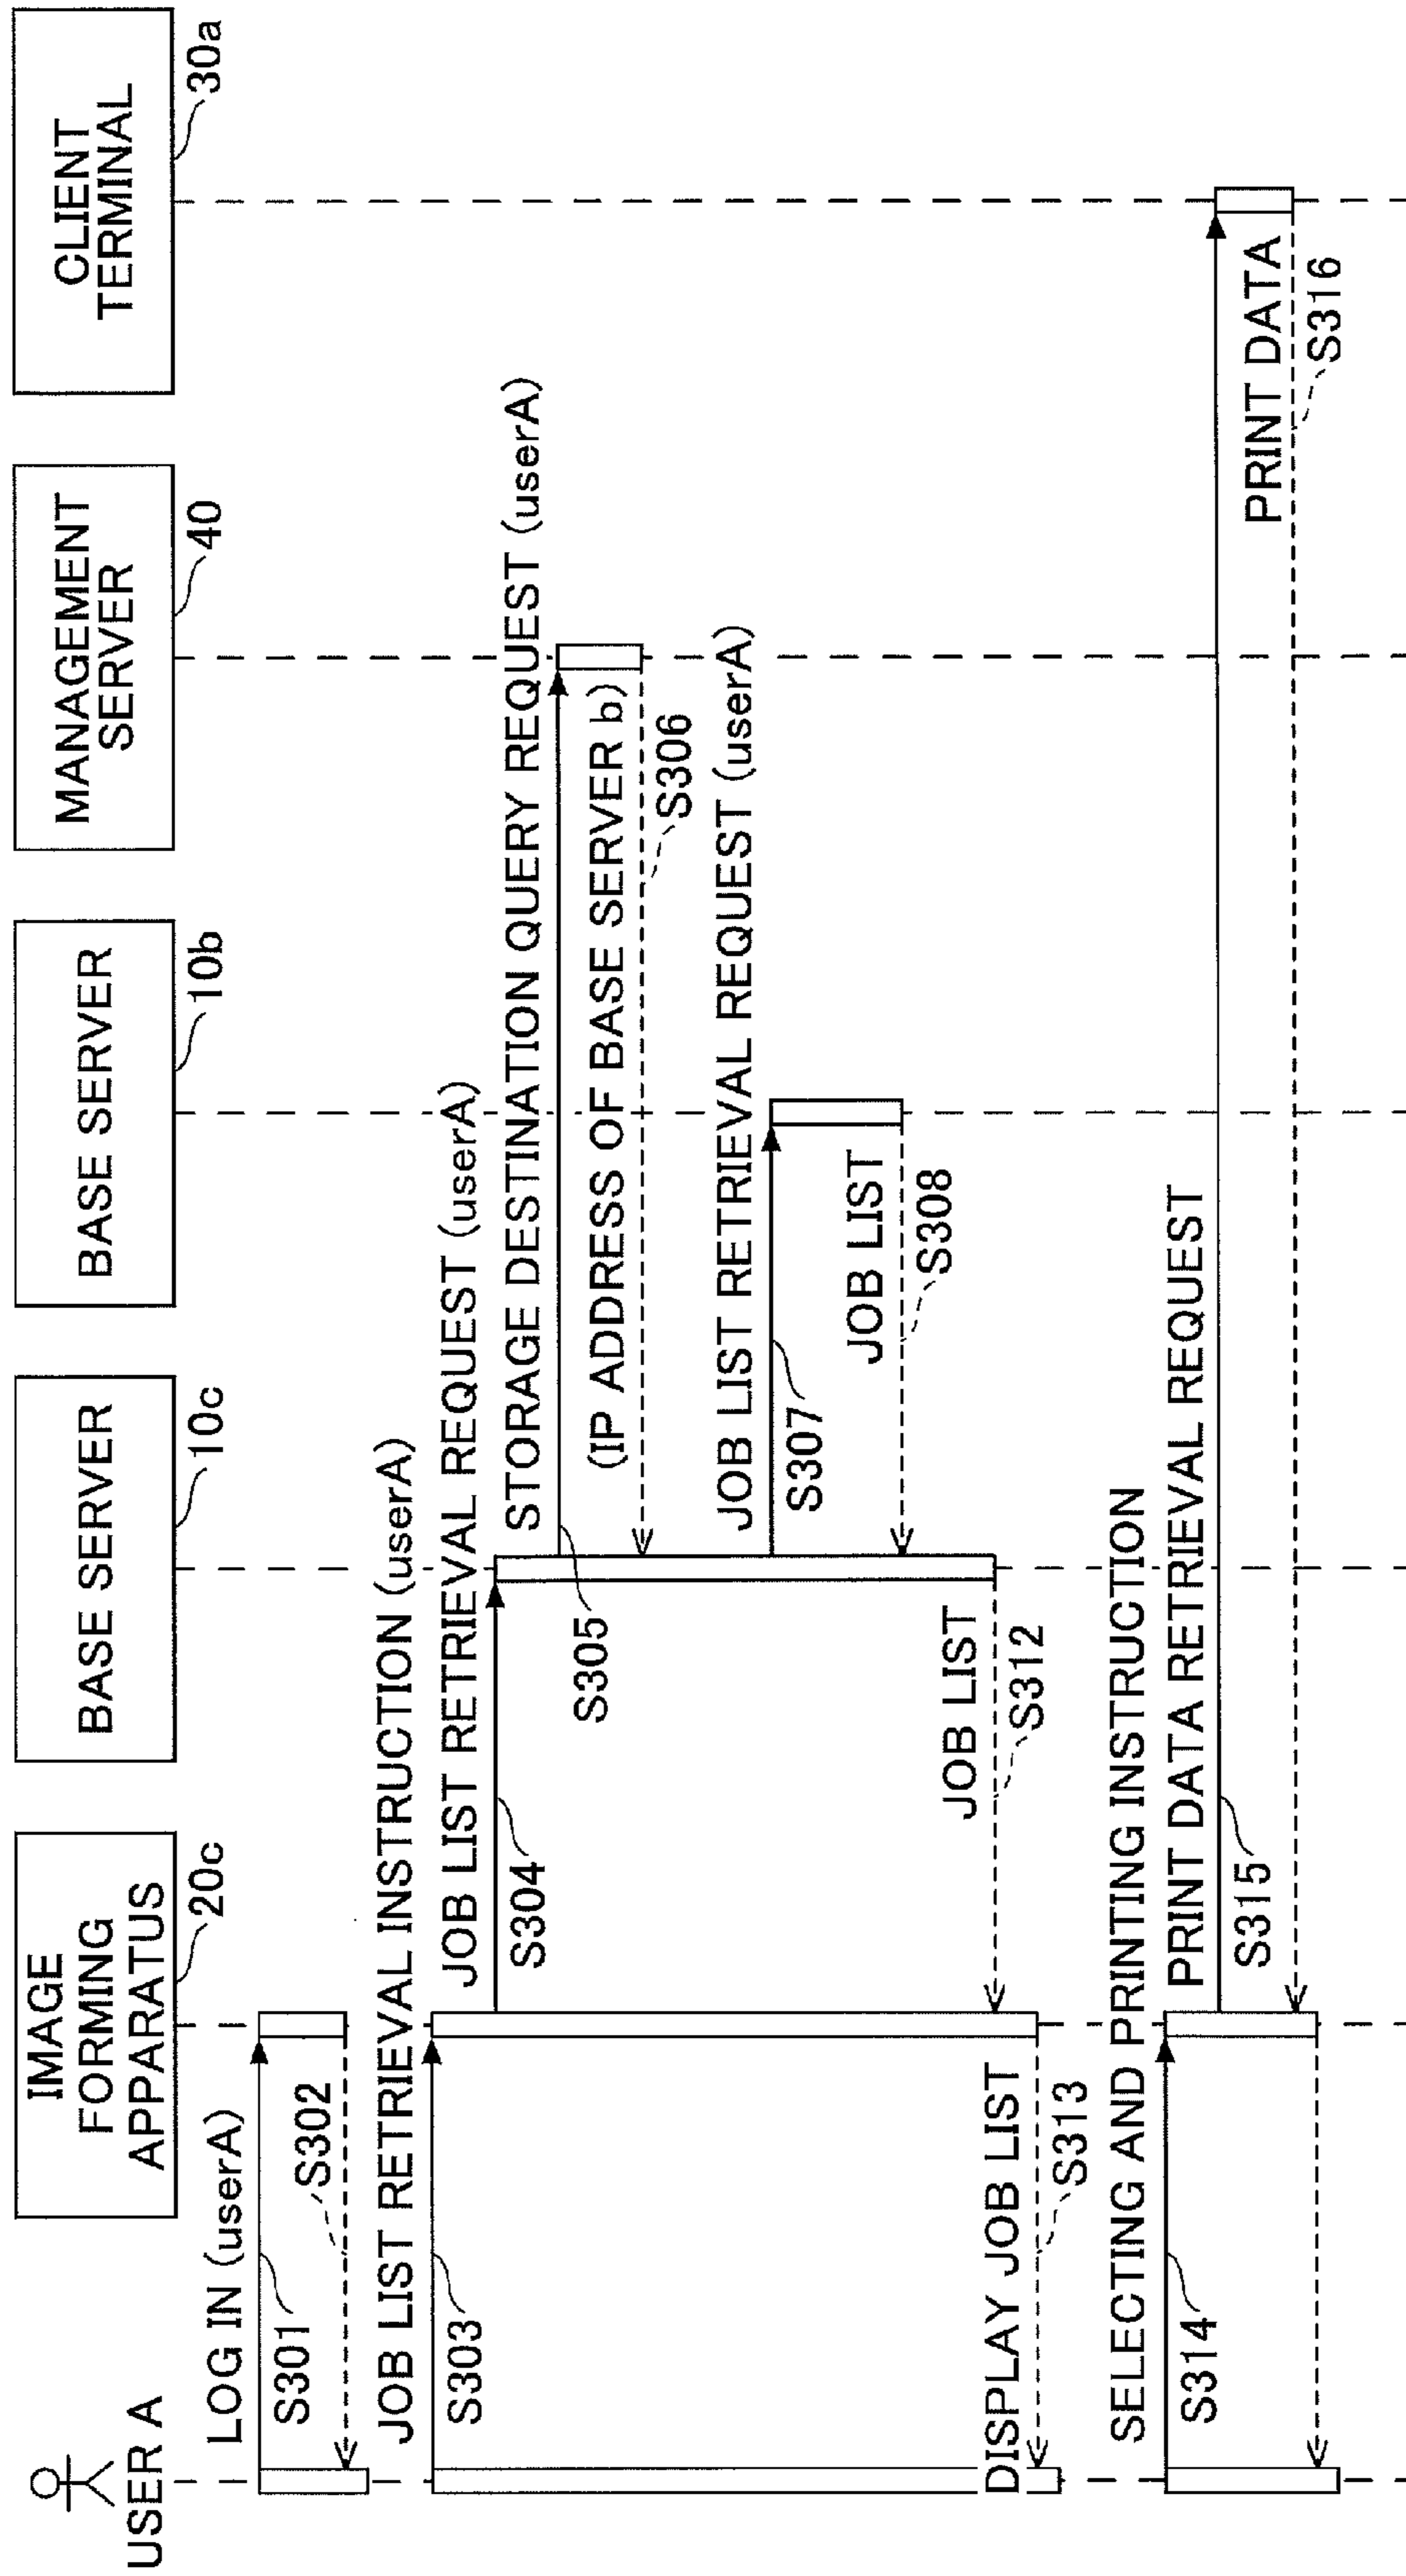 USER A
IMAGE
FORMING
APPARATUS
20c
BASE SERVER
10c
BASE SERVER
10b
MANAGEMENT
SERVER
40
CLIENT
TERMINAL
30a
LOG IN (userA)
S301
S302
JOB LIST RETRIEVAL INSTRUCTION (userA)
S303
JOB LIST RETRIEVAL REQUEST (userA)
S304
STORAGE DESTINATION QUERY REQUEST (userA)
S305
(IP ADDRESS OF BASE SERVER b)
S306
JOB LIST RETRIEVAL REQUEST (userA)
S307
JOB LIST
S308
JOB LIST
S312
DISPLAY JOB LIST
S313
SELECTING AND PRINTING INSTRUCTION
S314
PRINT DATA RETRIEVAL REQUEST
S315
PRINT DATA
S316